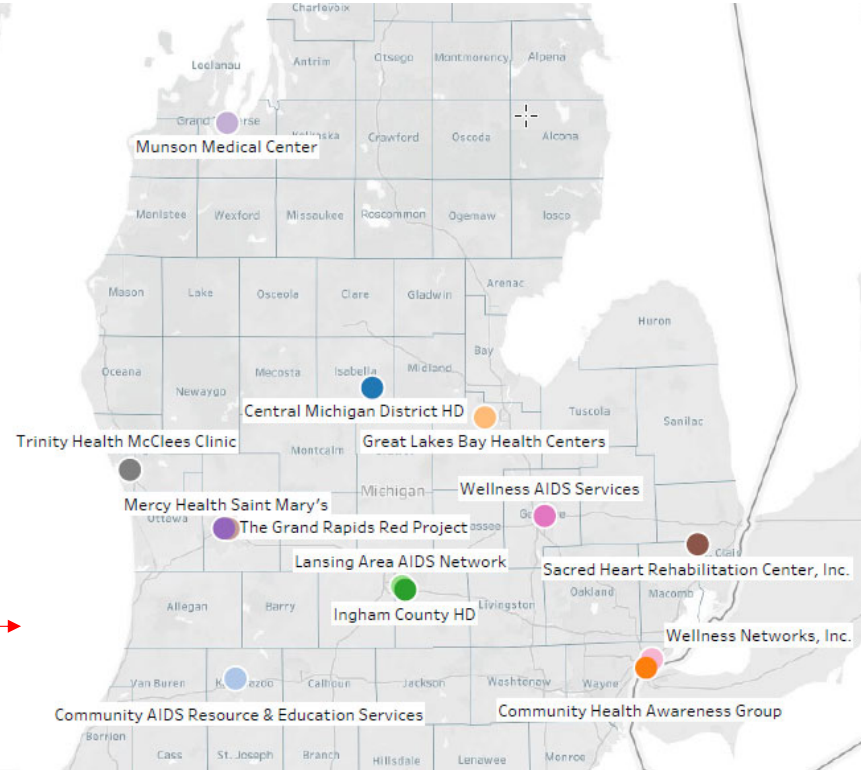 Charlevoix
Leelanau
Antrim
Otsego
Montmorency
Alpena
Munson Medical Center
Crawford
Oscoda
Alcona
Manistee
Wexford
Missaukee
Roscommon
Ogemaw
Iosco
Mason
Lake
Osceola
Clare
Gladwin
Arenac
Huron
Oceana
Newaygo
Mecosta
Isabella
Midland
Bay
Tuscola
Sanilac
Central Michigan District HD
Great Lakes Bay Health Centers
Trinity Health McClees Clinic
Montcalm
Michigan
Wellness AIDS Services
Mercy Health Saint Mary's
Ottawa
The Grand Rapids Red Project
Lansing Area AIDS Network
Sacred Heart Rehabilitation Center, Inc.
Allegan
Barry
Ingham County HD
Livingston
Oakland
Macomb
Wellness Networks, Inc.
Van Buren
Calhoun
Jackson
Washtenaw
Wayne
Community AIDS Resource & Education Services
Community Health Awareness Group
Berrien
Cass
St. Joseph
Branch
Hillsdale
Lenawee
Monroe